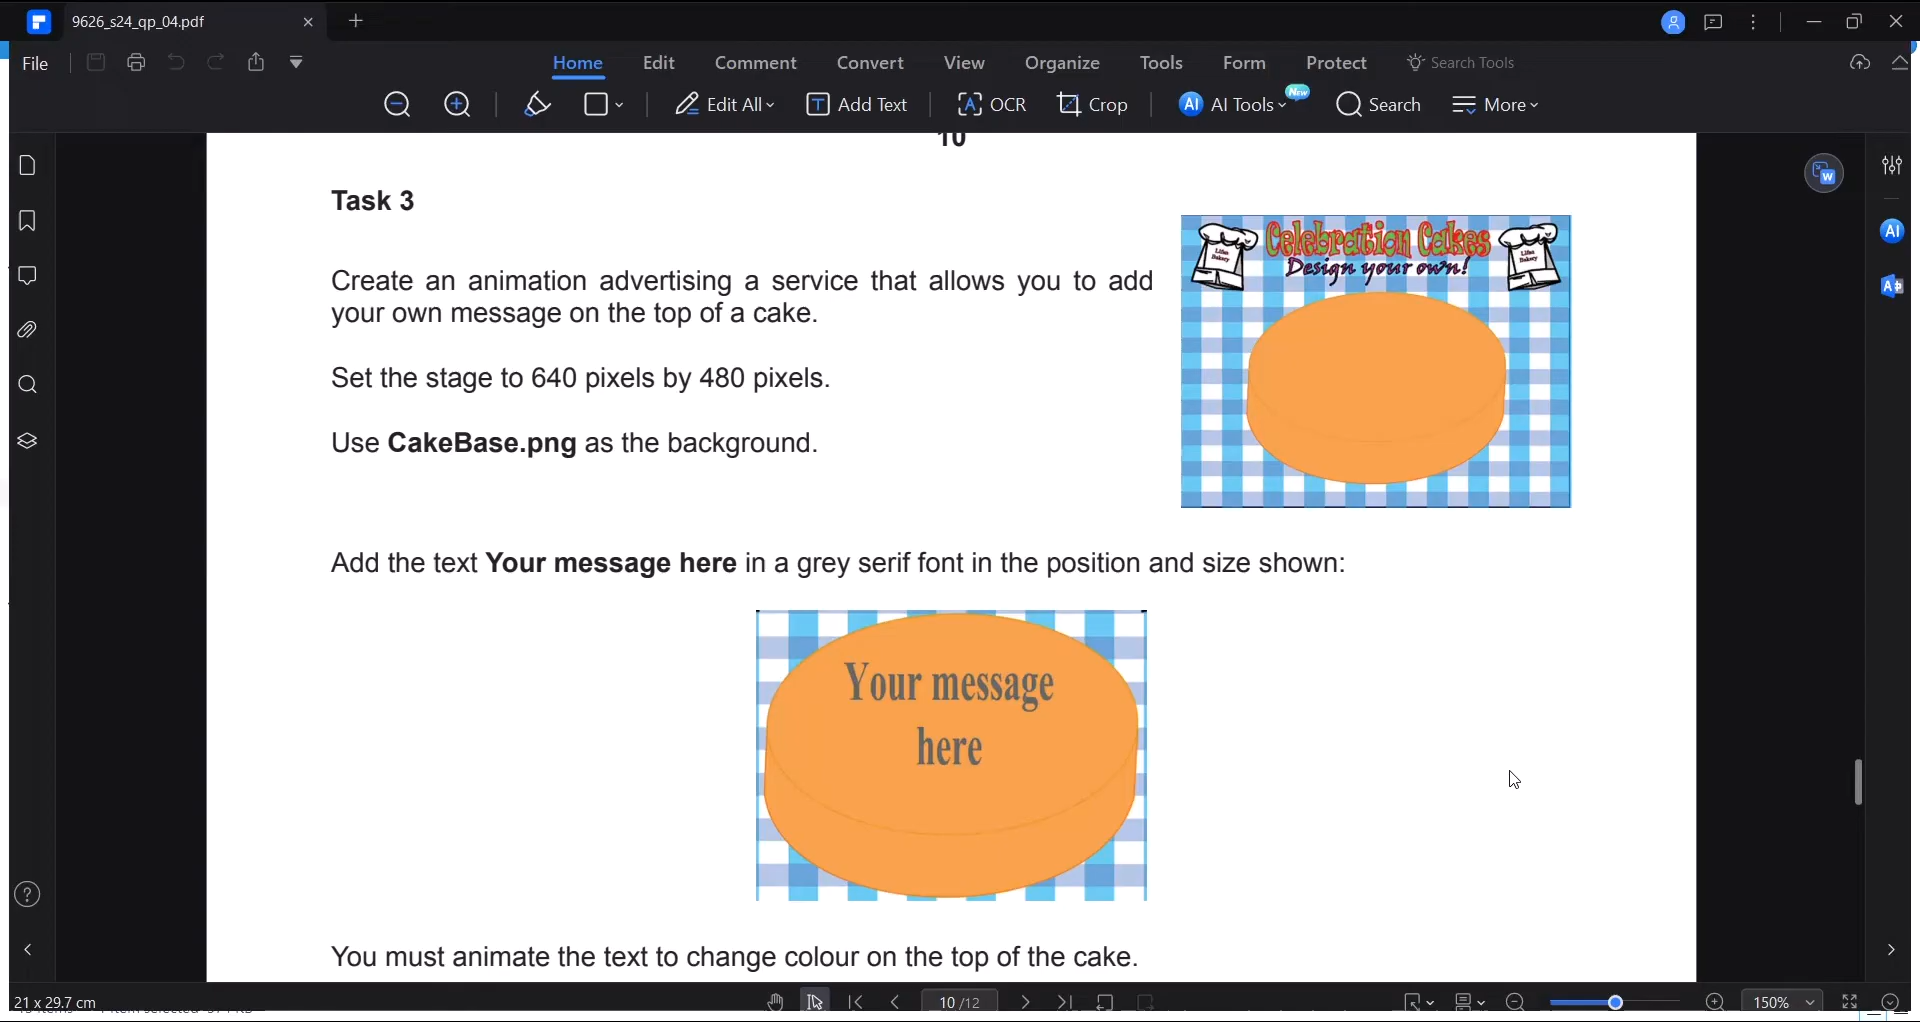 9626_s24_qp_04.pdf
File
Home Edit Comment Convert View Organize Tools Form Protect Search Tools
Edit All Add Text OCR Crop AI AI Tools New Search More
10
Task 3
Create an animation advertising a service that allows you to add
your own message on the top of a cake.
Set the stage to 640 pixels by 480 pixels.
Use CakeBase.png as the background.
Celebration Cakes
Design your own!
Add the text Your message here in a grey serif font in the position and size shown:
Your message
here
You must animate the text to change colour on the top of the cake.
21 x 29.7 cm
10 /12
150%